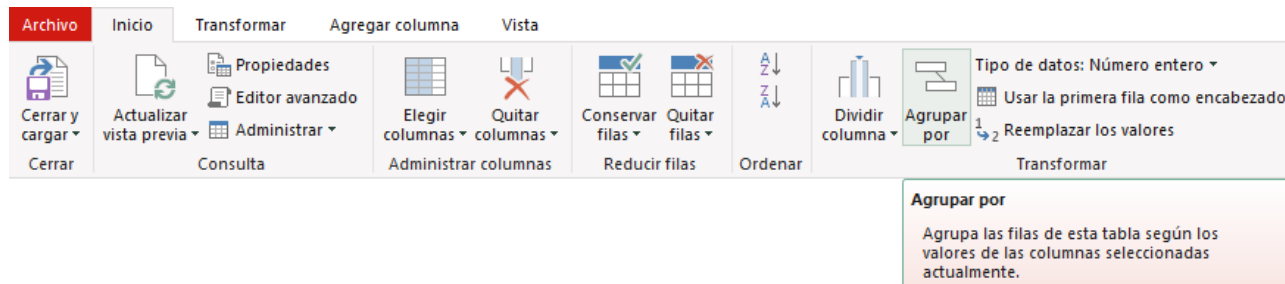 Archivo Inicio Transformar Agregar columna Vista
Cerrar y
cargar
Actualizar
vista previa
Propiedades
Editor avanzado
Administrar
Elegir
columnas
Quitar
columnas
Conservar
filas
Quitar
filas
A
Z
Z
A
Dividir
columna
Agrupar
por
Tipo de datos: Número entero
Usar la primera fila como encabezado
1
2 Reemplazar los valores
Cerrar Consulta Administrar columnas Reducir filas Ordenar Transformar
Agrupar por
Agrupa las filas de esta tabla según los
valores de las columnas seleccionadas
actualmente.